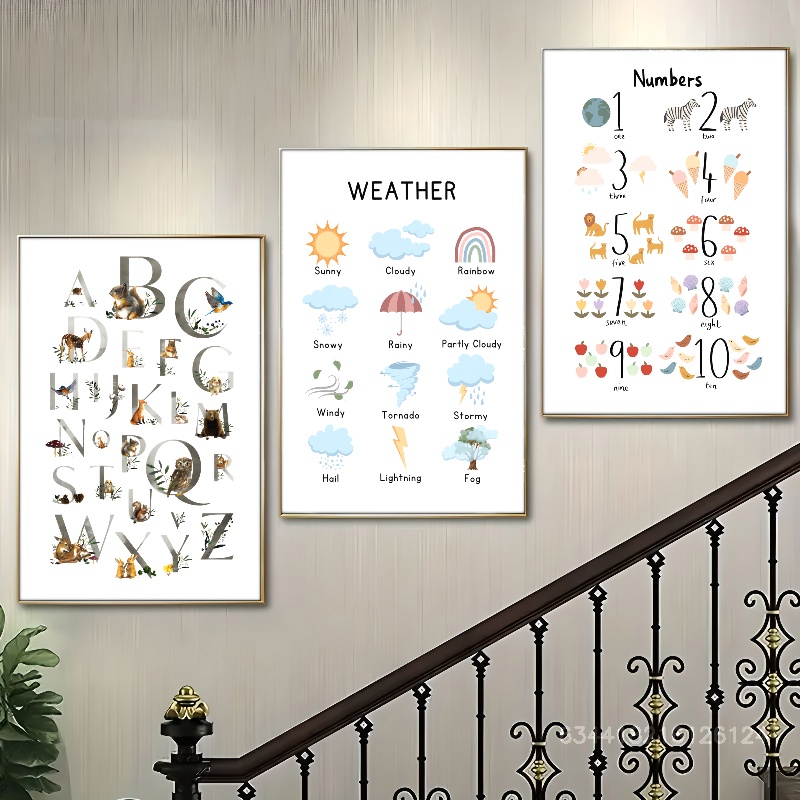 A B C
D E F G
H I J K L M
N O P Q R
S T U V
W X Y Z
WEATHER
Sunny Cloudy Rainbow
Snowy Rainy Partly Cloudy
Windy Tornado Stormy
Hail Lightning Fog
Numbers
1 2
one two
3 4
three four
5 6
five six
7 8
seven eight
9 10
nine ten